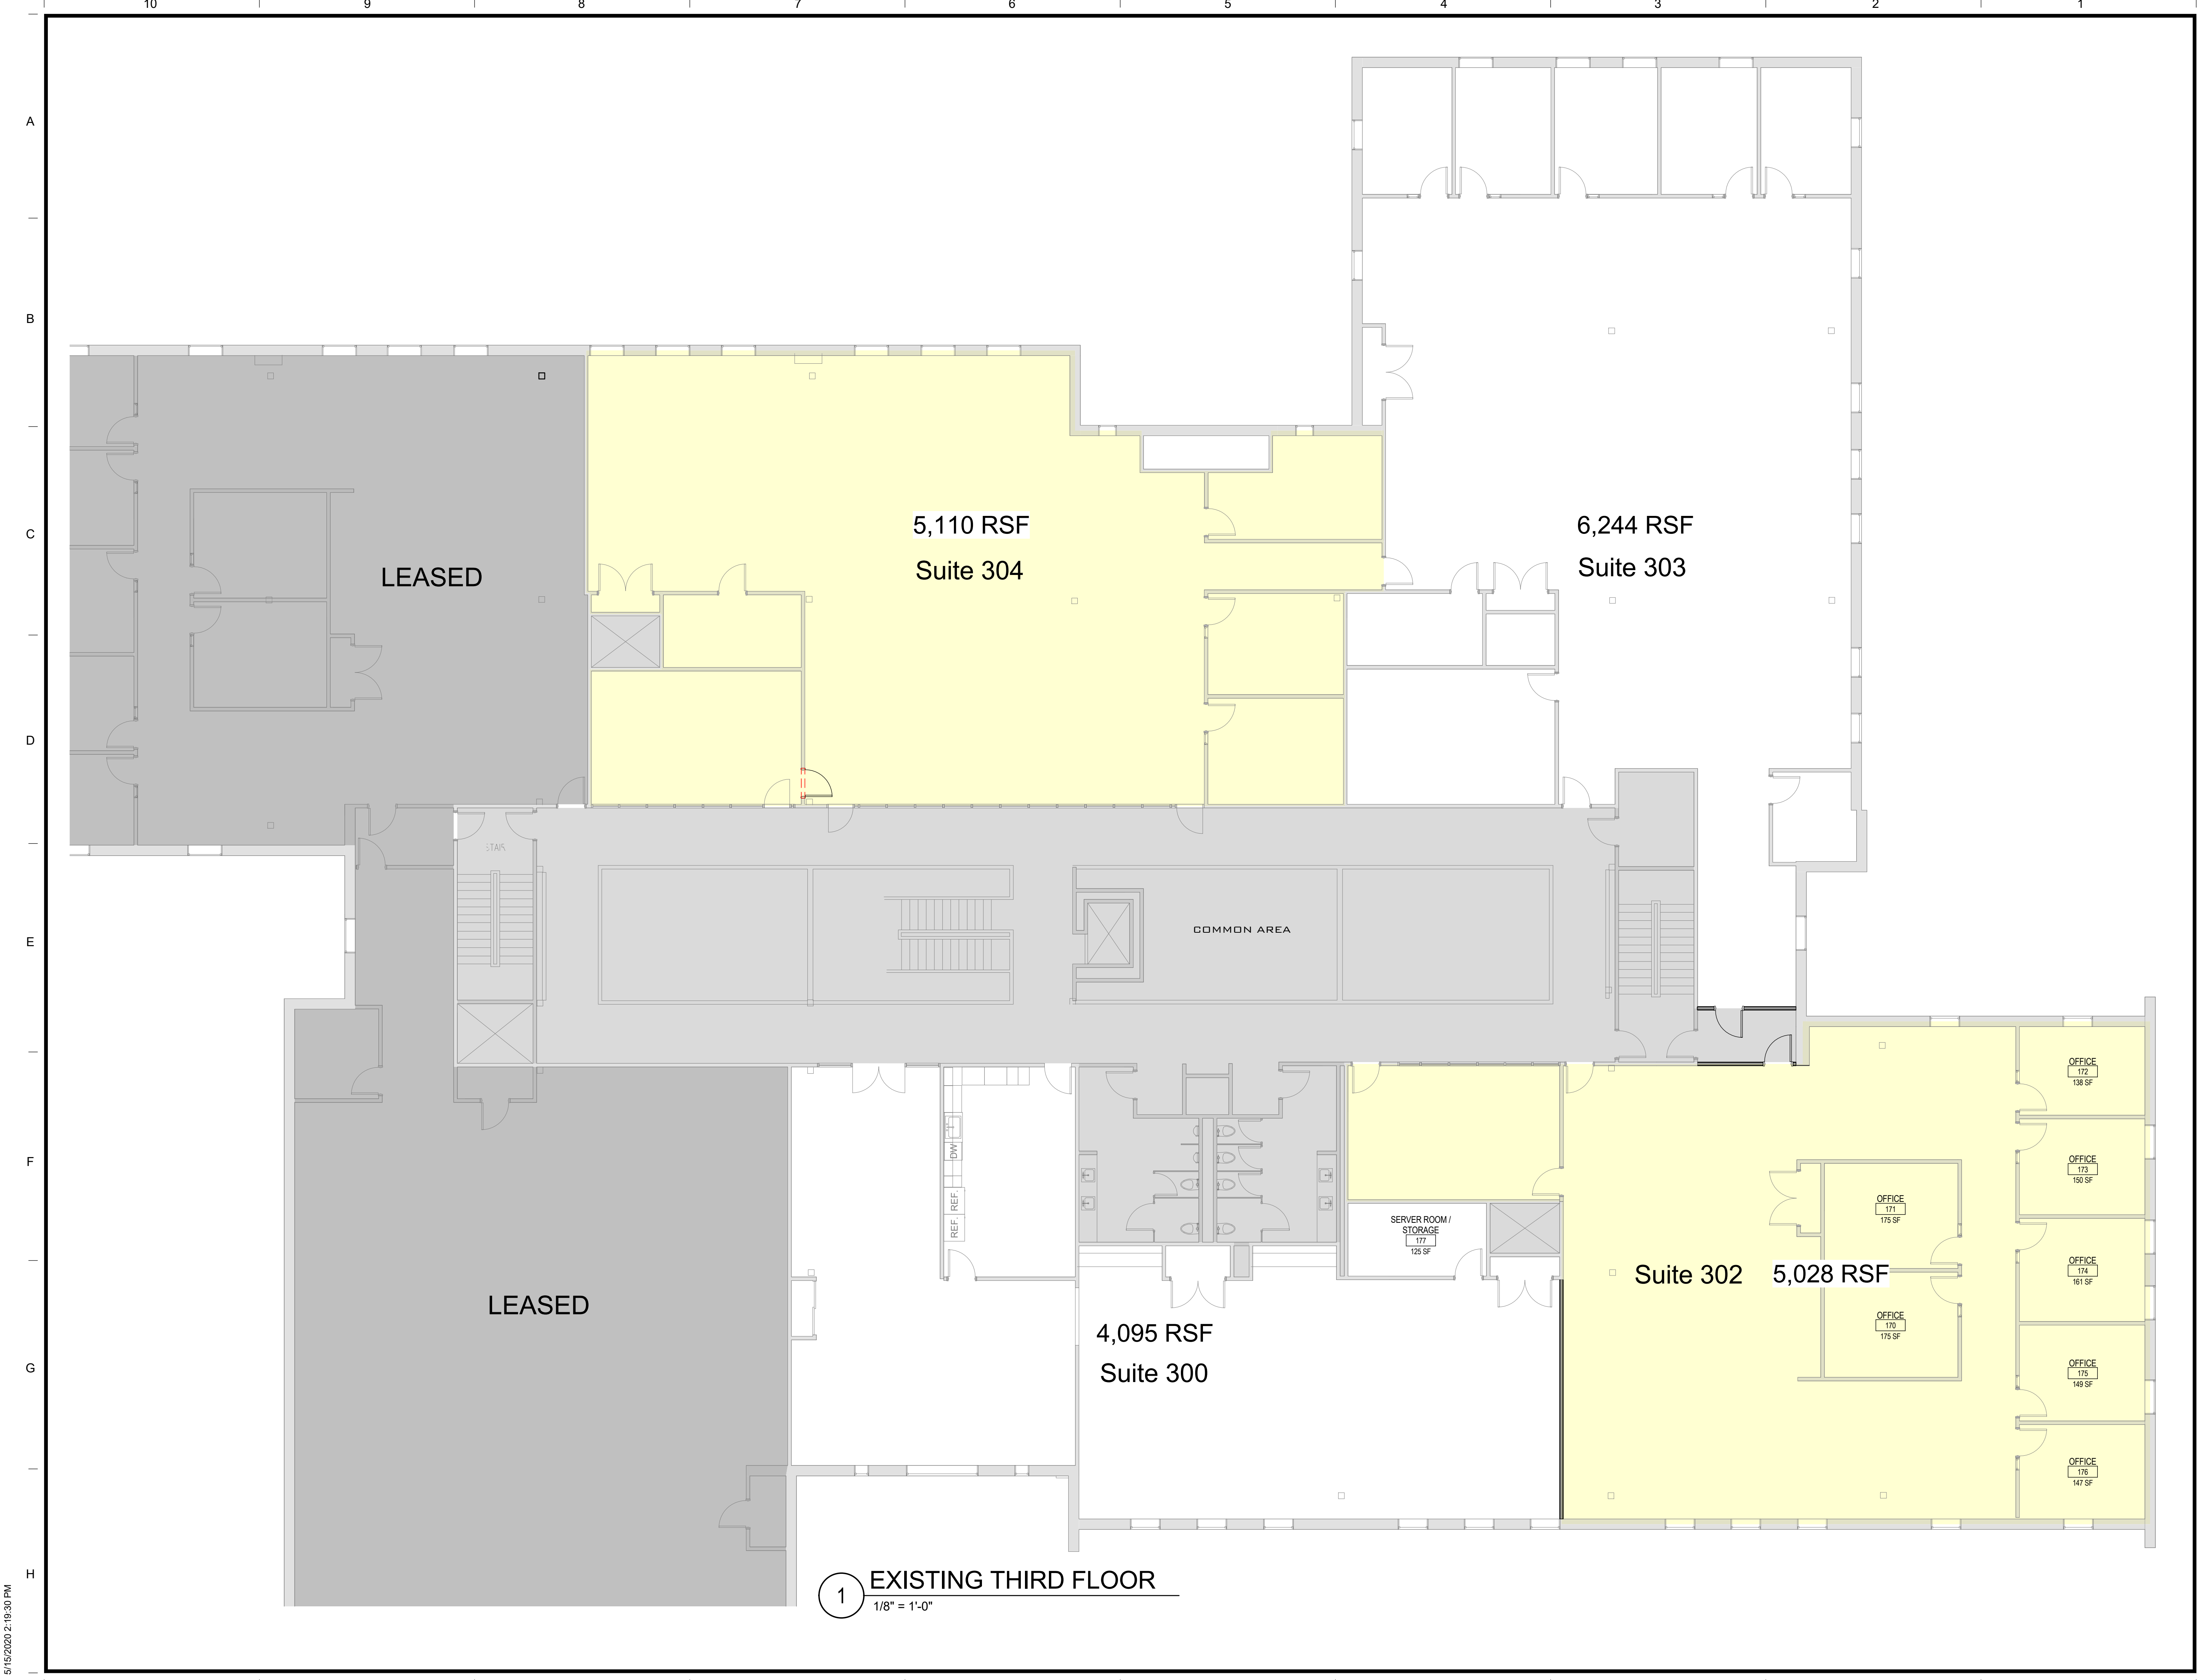 10 9 8 7 6 5 4 3 2 1
A
B
C
D
E
F
G
H
5,110 RSF
Suite 304
6,244 RSF
Suite 303
LEASED
STAIR
COMMON AREA
OFFICE
172
138 SF
OFFICE
173
150 SF
DW
REF.
REF.
OFFICE
171
175 SF
SERVER ROOM /
STORAGE
177
125 SF
OFFICE
174
161 SF
Suite 302 5,028 RSF
LEASED
4,095 RSF
Suite 300
OFFICE
170
175 SF
OFFICE
175
149 SF
OFFICE
176
147 SF
1 EXISTING THIRD FLOOR
1/8" = 1'-0"
5/15/2020 2:19:30 PM